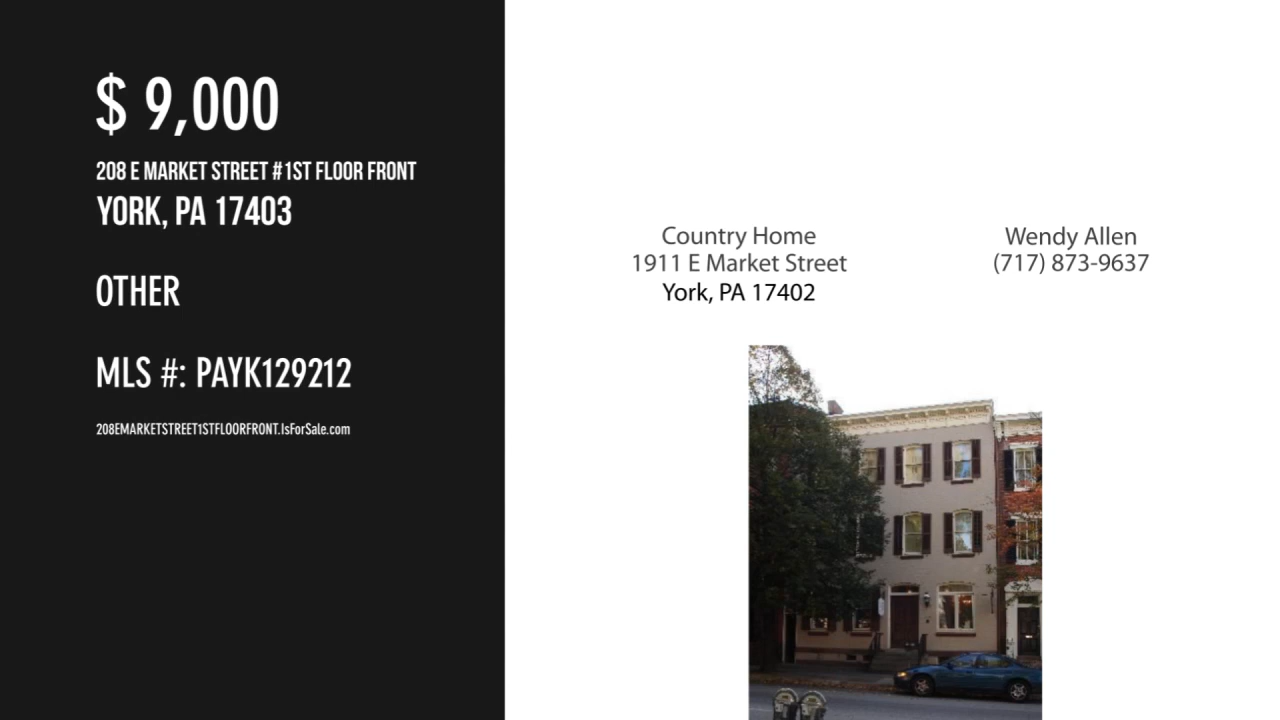 $ 9,000
208 E MARKET STREET #1ST FLOOR FRONT
YORK, PA 17403
OTHER
MLS #: PAYK129212
208EMARKETSTREET1STFLOORFRONT.IsForSale.com
Country Home
1911 E Market Street
York, PA 17402
Wendy Allen
(717) 873-9637